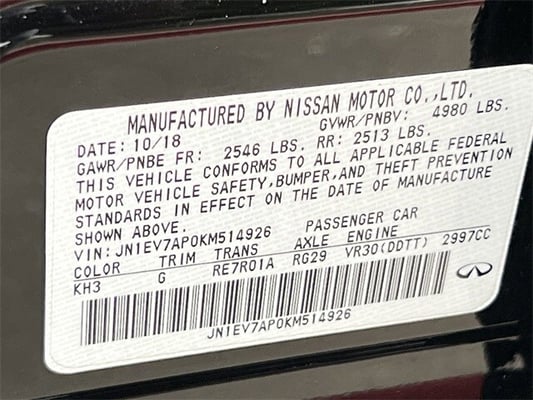 MANUFACTURED BY NISSAN MOTOR CO.,LTD.
DATE: 10/18 GVWR/PNBV: 4980 LBS.
GAWR/PNBE FR: 2546 LBS. RR: 2513 LBS.
THIS VEHICLE CONFORMS TO ALL APPLICABLE FEDERAL
MOTOR VEHICLE SAFETY,BUMPER,AND THEFT PREVENTION
STANDARDS IN EFFECT ON THE DATE OF MANUFACTURE
SHOWN ABOVE.
VIN:JN1EV7AP0KM514926 PASSENGER CAR
COLOR TRIM TRANS AXLE ENGINE
KH3 G RE7R01A RG29 VR30(DDTT) 2997CC
JN1EV7AP0KM514926